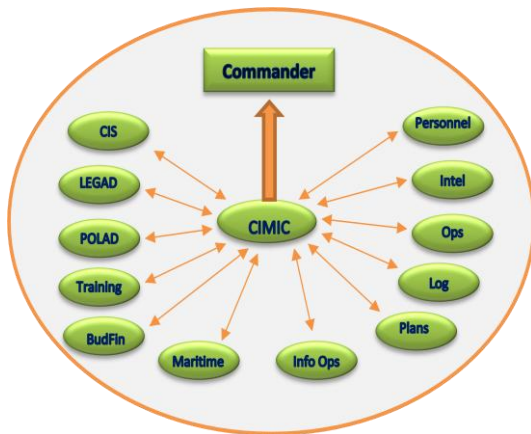 Commander
CIS
Personnel
LEGAD
Intel
CIMIC
POLAD
Ops
Training
Log
BudFin
Plans
Maritime
Info Ops